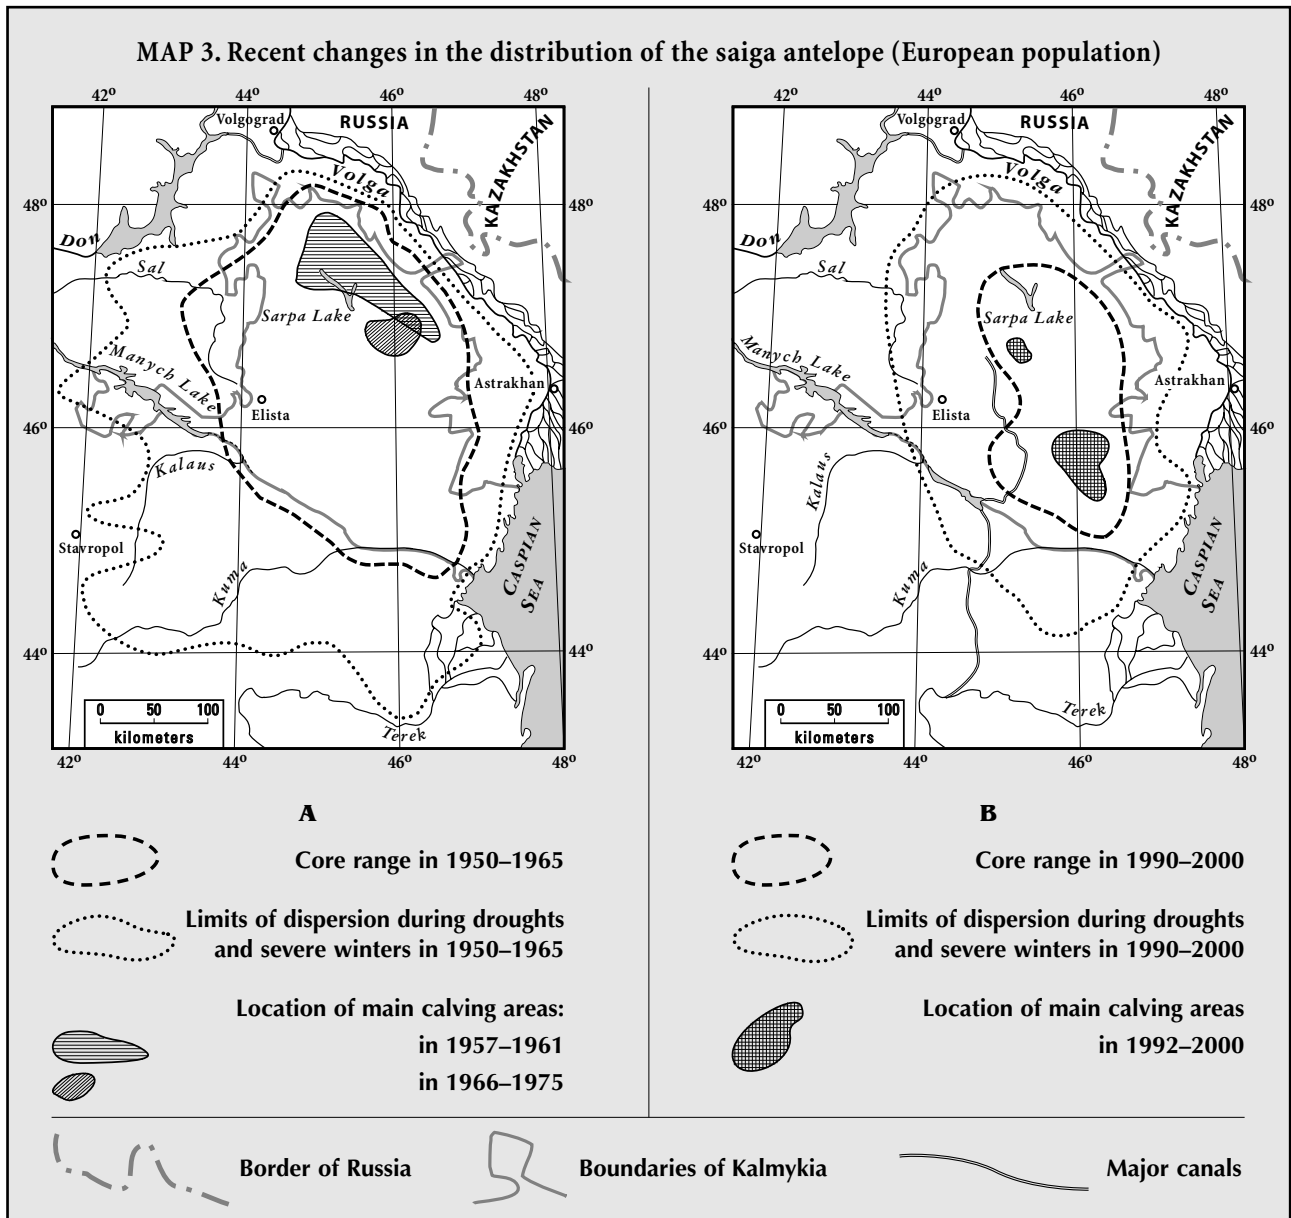 MAP 3. Recent changes in the distribution of the saiga antelope (European population)
42º 44º 46º 48º
Volgograd
RUSSIA
KAZAKHSTAN
Volga
48º
48º
Don
Sal
Sarpa Lake
Manych Lake
Astrakhan
Elista
46º
46º
Kalaus
Stavropol
CASPIAN SEA
Kuma
44º
44º
0 50 100
kilometers
Terek
42º 44º 46º 48º
A
Core range in 1950–1965
Limits of dispersion during droughts
and severe winters in 1950–1965
Location of main calving areas:
in 1957–1961
in 1966–1975
42º 44º 46º 48º
Volgograd
RUSSIA
KAZAKHSTAN
Volga
48º
48º
Don
Sal
Sarpa Lake
Manych Lake
Astrakhan
Elista
46º
46º
Kalaus
Stavropol
CASPIAN SEA
Kuma
44º
44º
0 50 100
kilometers
Terek
42º 44º 46º 48º
B
Core range in 1990–2000
Limits of dispersion during droughts
and severe winters in 1990–2000
Location of main calving areas
in 1992–2000
Border of Russia
Boundaries of Kalmykia
Major canals